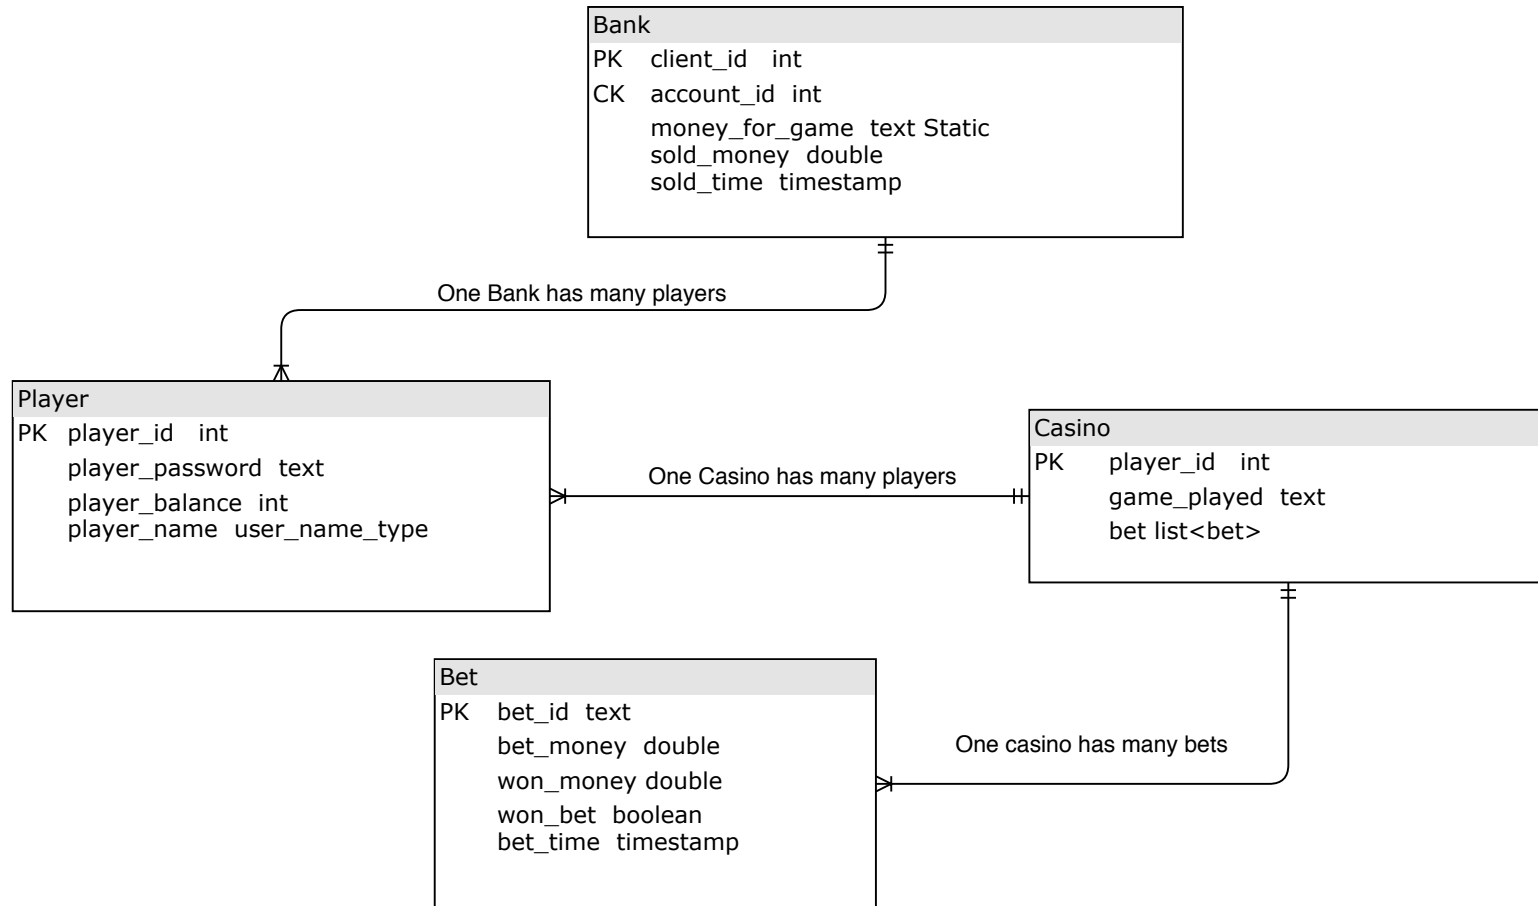 Bank
PK client_id int
CK account_id int
money_for_game text Static
sold_money double
sold_time timestamp
One Bank has many players
Player
PK player_id int
player_password text
player_balance int
player_name user_name_type
One Casino has many players
Casino
PK player_id int
game_played text
bet list<bet>
Bet
PK bet_id text
bet_money double
won_money double
won_bet boolean
bet_time timestamp
One casino has many bets